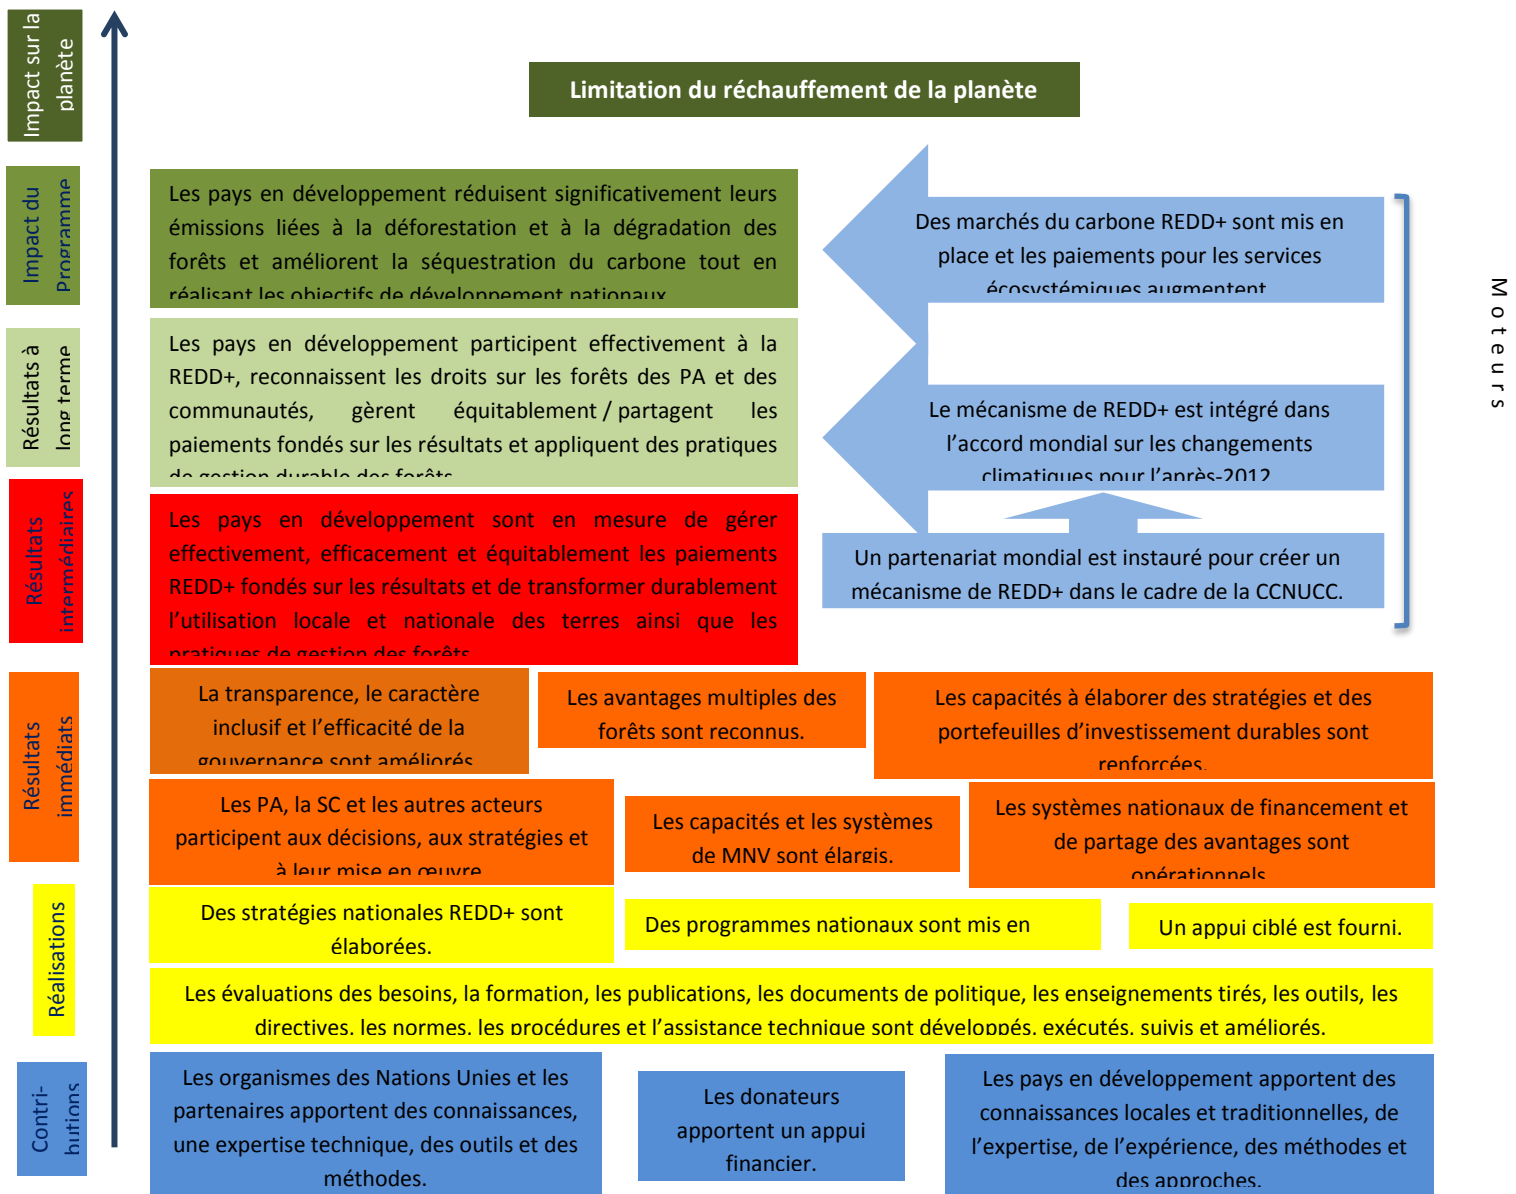 Impact sur la
planète
Limitation du réchauffement de la planète
Impact du
Programme
Les pays en développement réduisent significativement leurs
émissions liées à la déforestation et à la dégradation des
forêts et améliorent la séquestration du carbone tout en
réalisant les objectifs de développement nationaux
Des marchés du carbone REDD+ sont mis en
place et les paiements pour les services
écosystémiques augmentent
Moteurs
Résultats à
long terme
Les pays en développement participent effectivement à la
REDD+, reconnaissent les droits sur les forêts des PA et des
communautés, gèrent équitablement / partagent les
paiements fondés sur les résultats et appliquent des pratiques
de gestion durable des forêts
Le mécanisme de REDD+ est intégré dans
l’accord mondial sur les changements
climatiques pour l’après-2012
Résultats
intermédiaires
Les pays en développement sont en mesure de gérer
effectivement, efficacement et équitablement les paiements
REDD+ fondés sur les résultats et de transformer durablement
l’utilisation locale et nationale des terres ainsi que les
pratiques de gestion des forêts
Un partenariat mondial est instauré pour créer un
mécanisme de REDD+ dans le cadre de la CCNUCC.
Résultats
immédiats
La transparence, le caractère
inclusif et l’efficacité de la
gouvernance sont améliorés
Les avantages multiples des
forêts sont reconnus.
Les capacités à élaborer des stratégies et des
portefeuilles d’investissement durables sont
renforcées.
Les PA, la SC et les autres acteurs
participent aux décisions, aux stratégies et
à leur mise en œuvre
Les capacités et les systèmes
de MNV sont élargis.
Les systèmes nationaux de financement et
de partage des avantages sont
opérationnels
Réalisations
Des stratégies nationales REDD+ sont
élaborées.
Des programmes nationaux sont mis en
Un appui ciblé est fourni.
Les évaluations des besoins, la formation, les publications, les documents de politique, les enseignements tirés, les outils, les
directives, les normes, les procédures et l’assistance technique sont développés, exécutés, suivis et améliorés.
Contri-
butions
Les organismes des Nations Unies et les
partenaires apportent des connaissances,
une expertise technique, des outils et des
méthodes.
Les donateurs
apportent un appui
financier.
Les pays en développement apportent des
connaissances locales et traditionnelles, de
l’expertise, de l’expérience, des méthodes et
des approches.